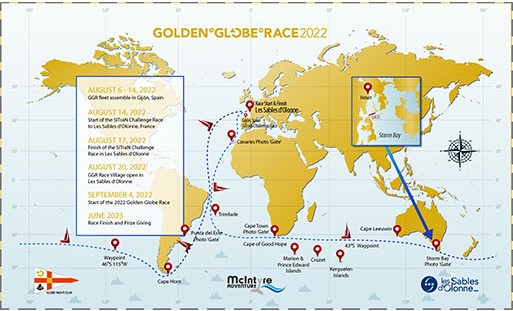 GOLDEN GLOBE RACE 2022
AUGUST 6 - 14, 2022
GGR fleet assemble in Gijón, Spain
AUGUST 14, 2022
Start of the SITraN Challenge Race
to Les Sables d'Olonne, France
AUGUST 17, 2022
Finish of the SITraN Challenge
Race in Les Sables d'Olonne
AUGUST 20, 2022
GGR Race Village open in
Les Sables d'Olonne
SEPTEMBER 4, 2022
Start of the 2022 Golden Globe Race
JUNE 2023
Race Finish and Prize Giving
Race Start & Finish
Les Sables d'Olonne
Gijón, Spain
SITraN Challenge Start
Canaries Photo 'Gate'
Hobart
Storm Bay
Trindade
Punta del Este
Photo 'Gate'
Cape Town
Photo 'Gate'
Cape of Good Hope
Marion &
Prince Edward
Islands
Crozet
Kerguelen
Islands
43°S Waypoint
Cape Leeuwin
Storm Bay
Photo 'Gate'
Waypoint
46°S 115°W
Cape Horn
GLOBE YACHT CLUB
McIntyre
ADVENTURE
les Sables
d'Olonne